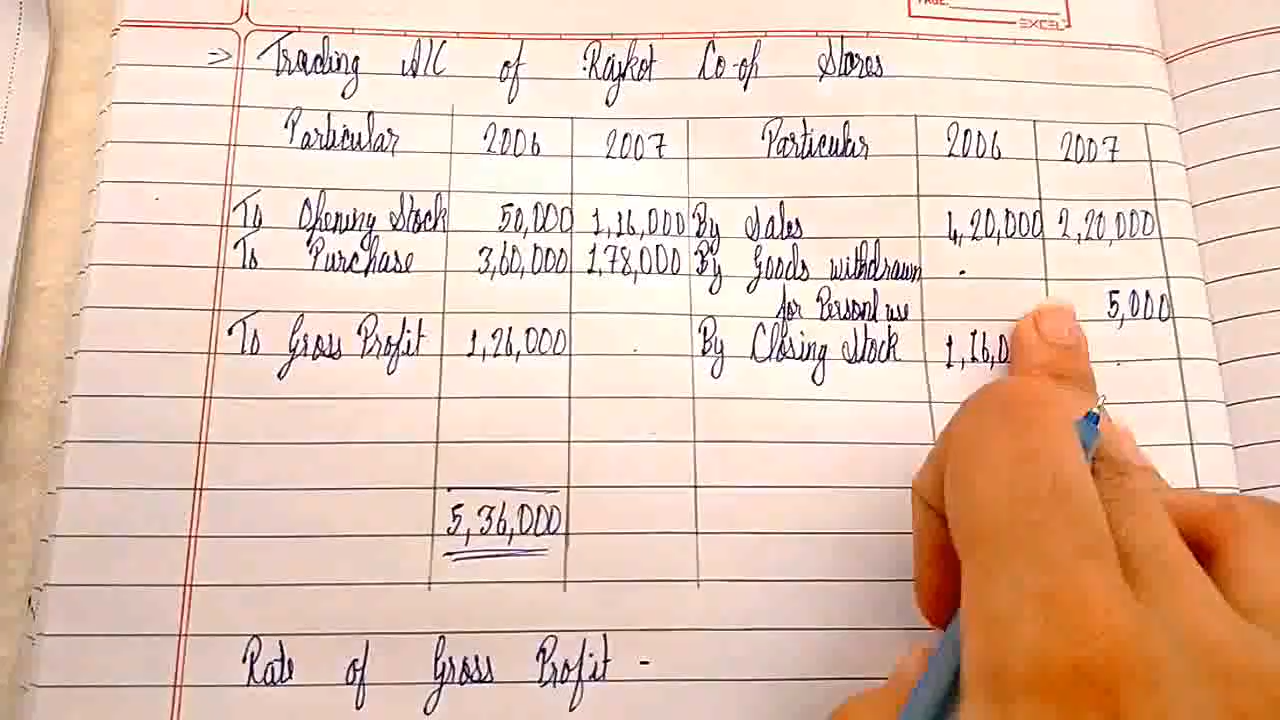 PAGE:
EXCEL
⇒ Trading A/C of Rajkot Co-op Stores
Particular 2006 2007 Particular 2006 2007
To Opening Stock 50,000 1,16,000 By Sales 4,20,000 2,20,000
To Purchase 3,60,000 1,78,000 By Goods withdrawn
for Personl use 5,000
To Gross Profit 1,26,000 By Closing Stock 1,16,0
5,36,000
Rate of Gross Profit -